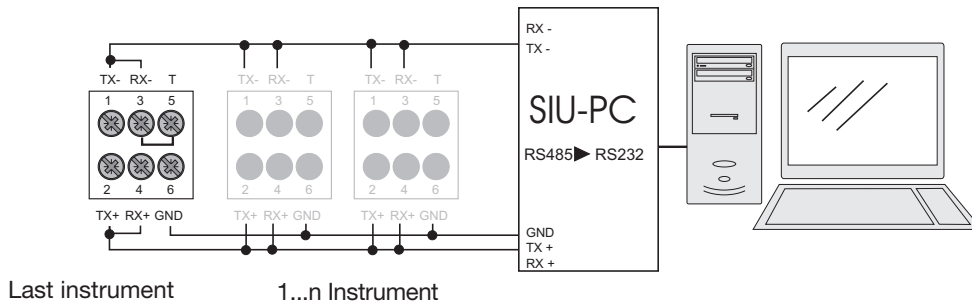 RX -
TX -
TX- RX- T
TX- RX- T
TX- RX- T
1 3 5
1 3 5
1 3 5
SIU-PC
RS485▶ RS232
2 4 6
2 4 6
2 4 6
TX+ RX+ GND
TX+ RX+ GND
TX+ RX+ GND
GND
TX +
RX +
Last instrument
1...n Instrument